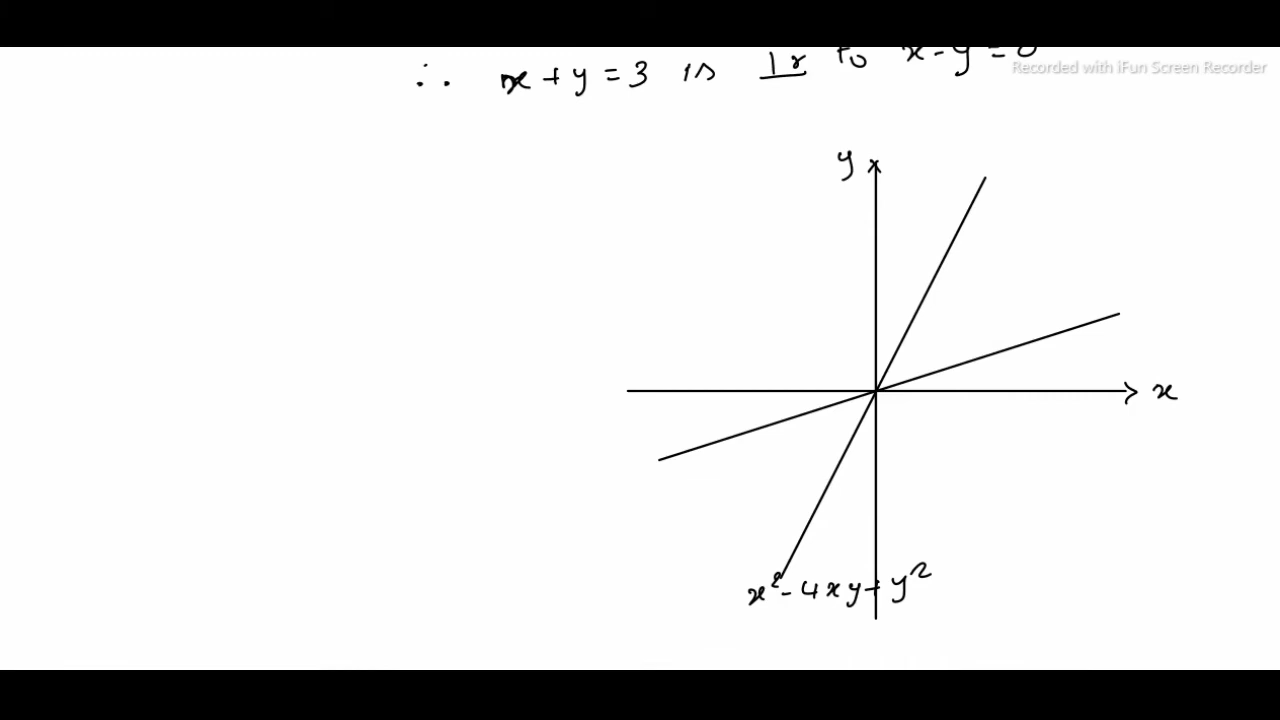 ∴ x + y = 3 is ⊥r to x - y = 0
Recorded with iFun Screen Recorder
y
x
x² - 4xy + y²